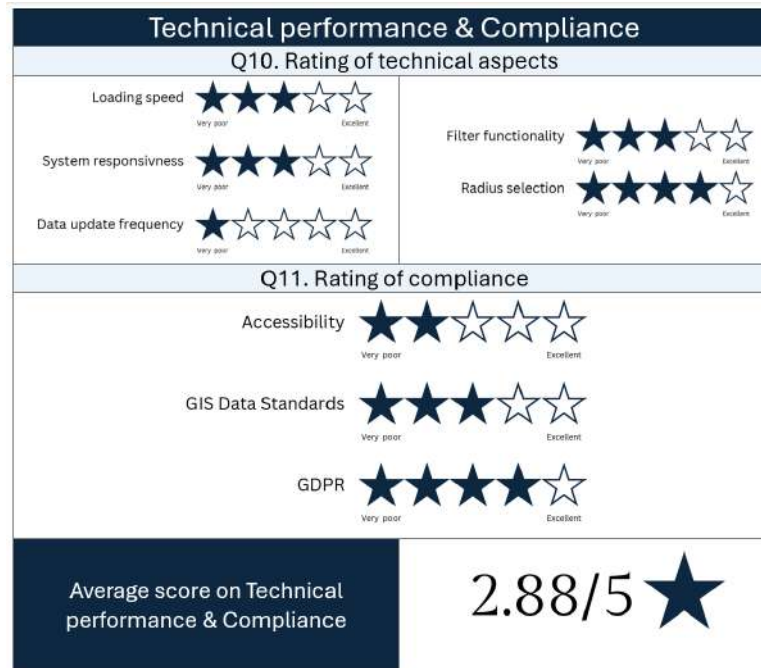 Technical performance & Compliance
Q10. Rating of technical aspects
Loading speed
Very poor Excellent
System responsivness
Very poor Excellent
Data update frequency
Very poor Excellent
Filter functionality
Very poor Excellent
Radius selection
Very poor Excellent
Q11. Rating of compliance
Accessibility
Very poor Excellent
GIS Data Standards
Very poor Excellent
GDPR
Very poor Excellent
Average score on Technical
performance & Compliance
2.88/5